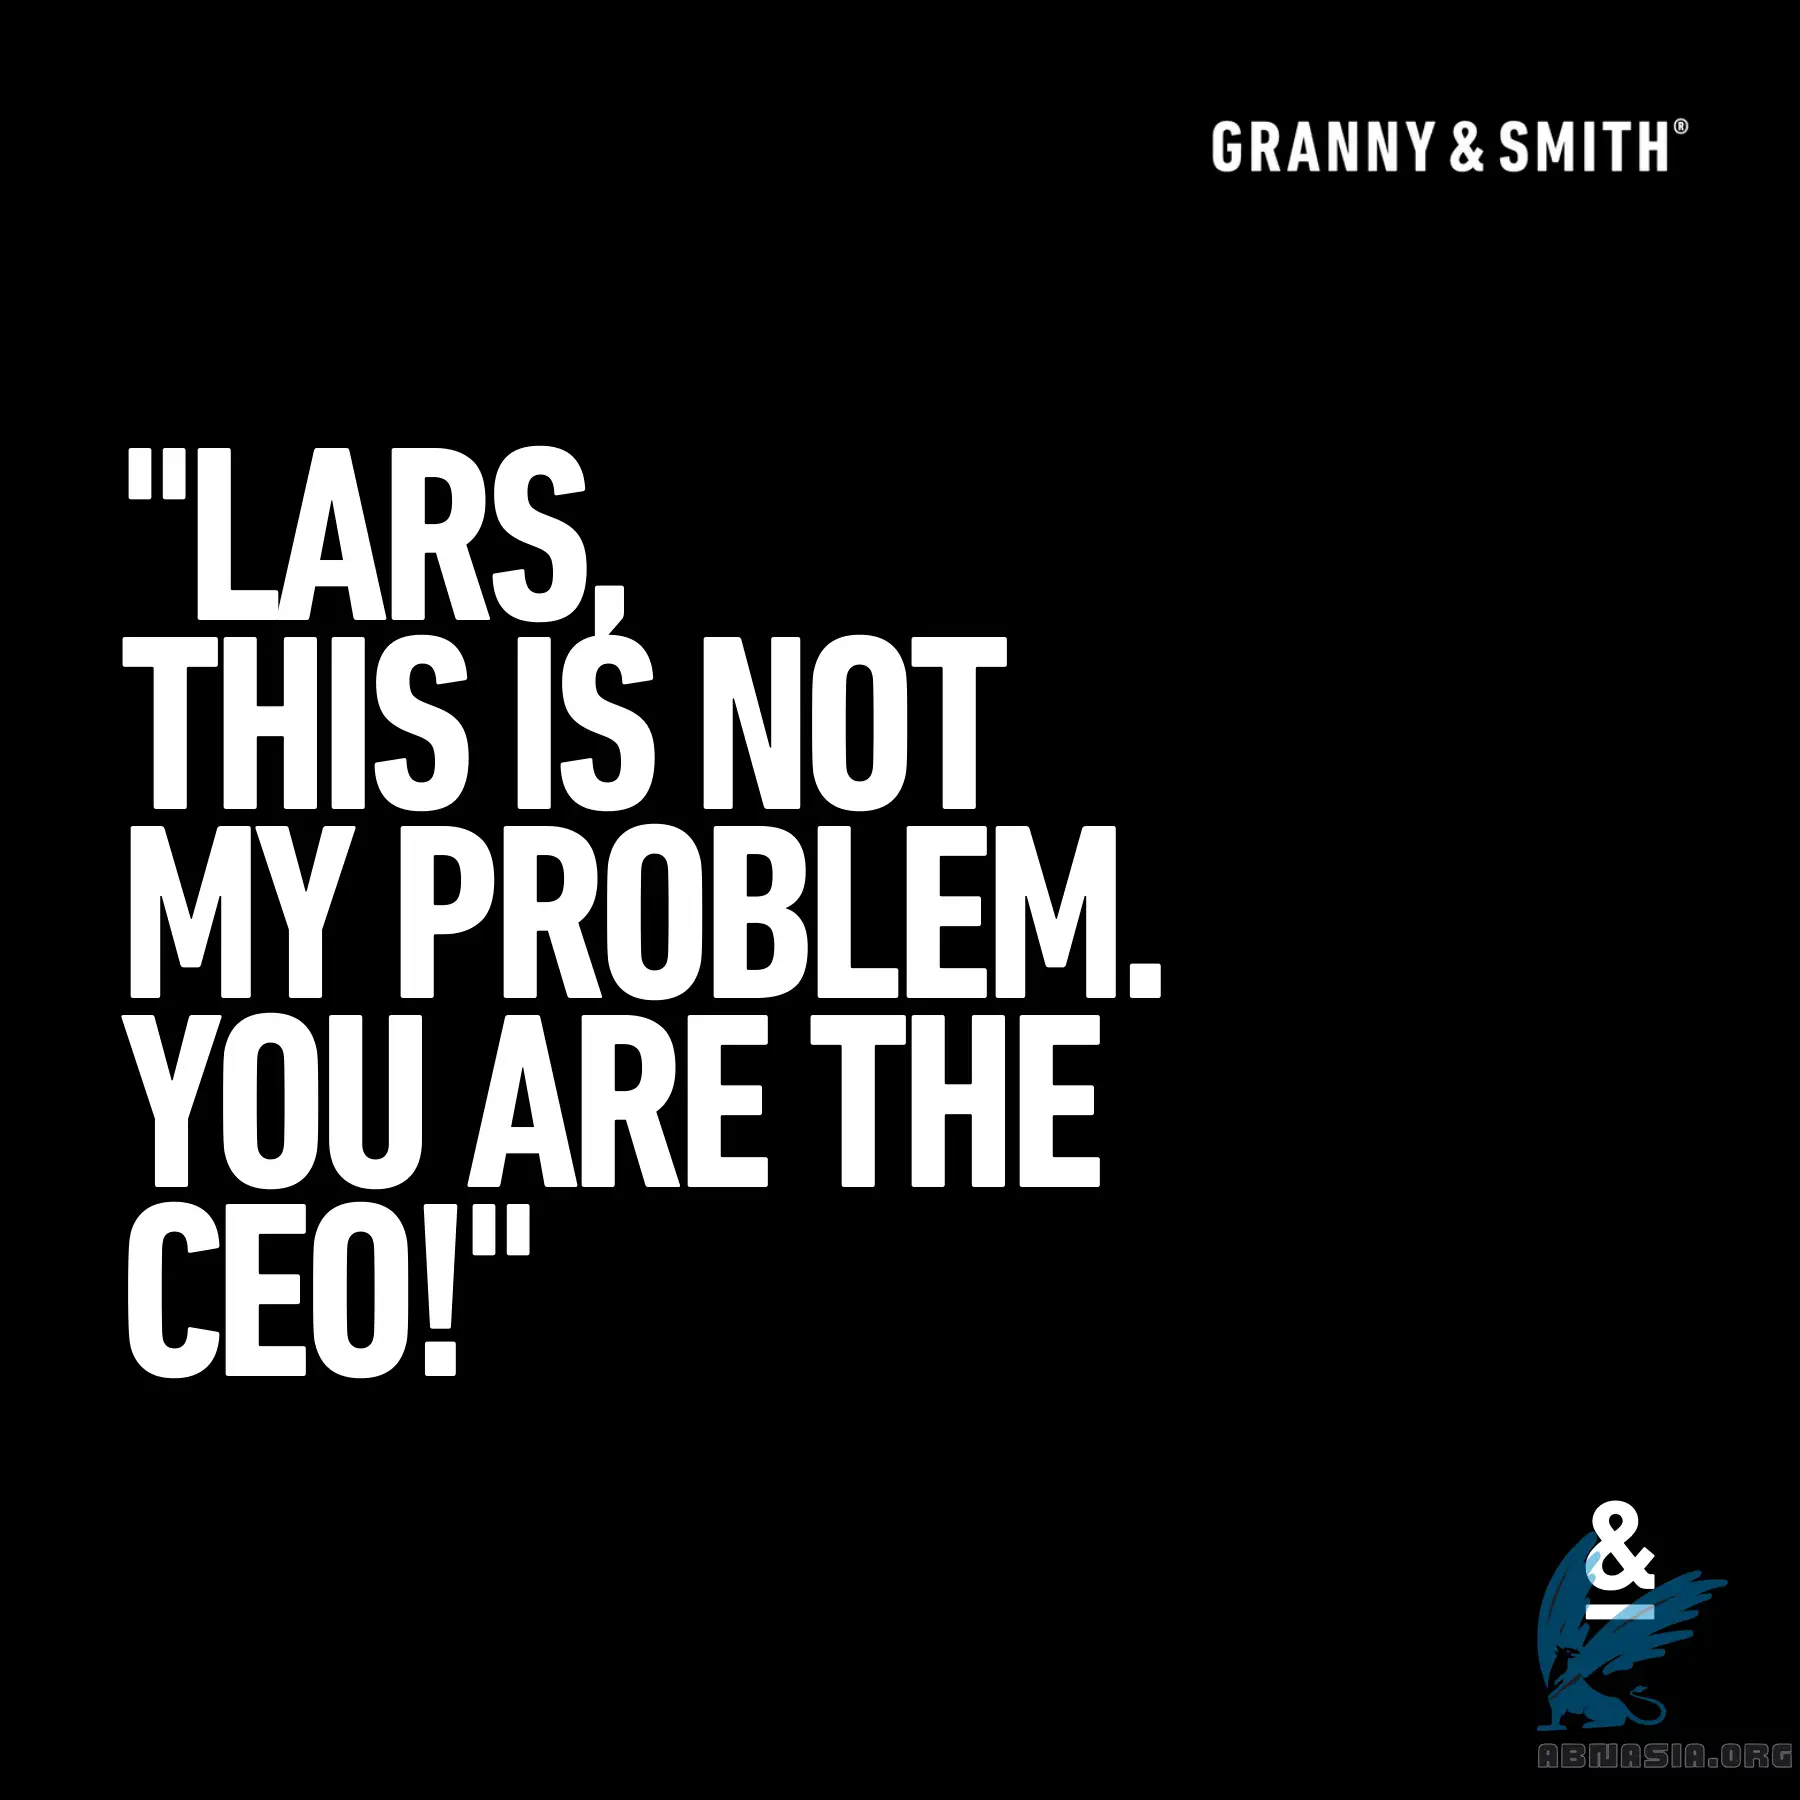 GRANNY & SMITH®
"LARS,
THIS IS NOT
MY PROBLEM.
YOU ARE THE
CEO!"
&
ABNASIA.ORG